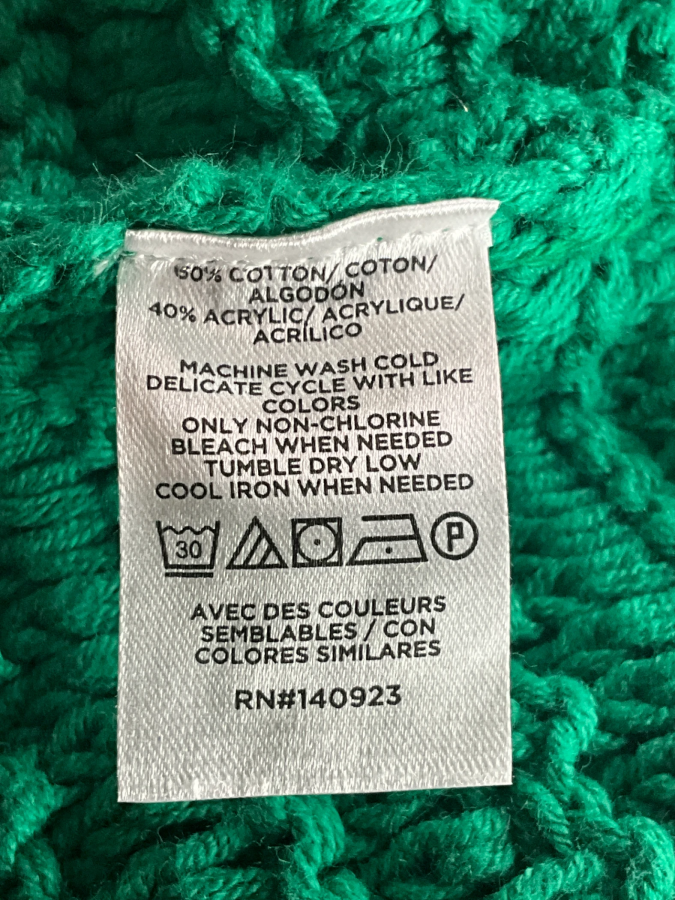 60% COTTON/ COTON/
ALGODÓN
40% ACRYLIC/ ACRYLIQUE/
ACRÍLICO
MACHINE WASH COLD
DELICATE CYCLE WITH LIKE
COLORS
ONLY NON-CHLORINE
BLEACH WHEN NEEDED
TUMBLE DRY LOW
COOL IRON WHEN NEEDED
30 P
AVEC DES COULEURS
SEMBLABLES / CON
COLORES SIMILARES
RN#140923